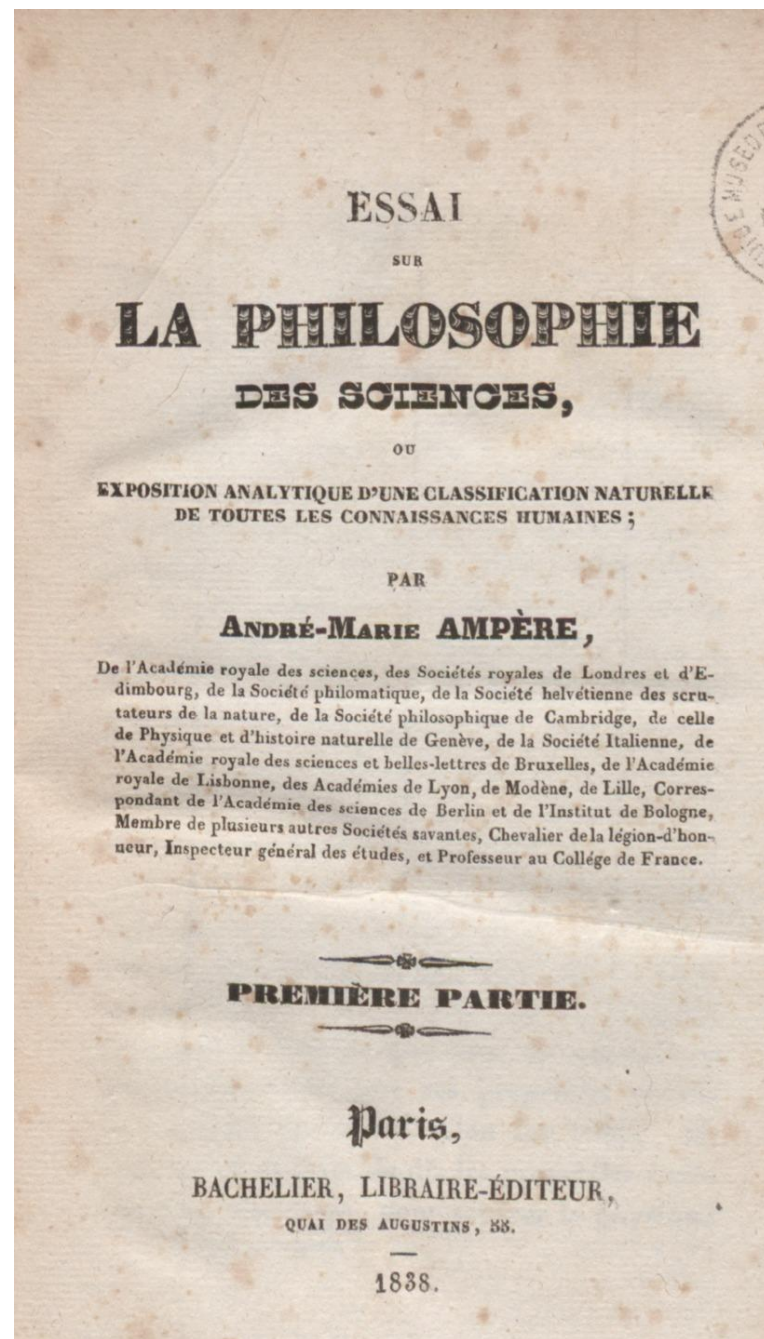 ESSAI
SUR
LA PHILOSOPHIE
DES SCIENCES,
OU
EXPOSITION ANALYTIQUE D'UNE CLASSIFICATION NATURELLE
DE TOUTES LES CONNAISSANCES HUMAINES ;
PAR
ANDRÉ-MARIE AMPÈRE,
De l'Académie royale des sciences, des Sociétés royales de Londres et d'E-
dimbourg, de la Société philomatique, de la Société helvétienne des scru-
tateurs de la nature, de la Société philosophique de Cambridge, de celle
de Physique et d'histoire naturelle de Genève, de la Société Italienne, de
l'Académie royale des sciences et belles-lettres de Bruxelles, de l'Académie
royale de Lisbonne, des Académies de Lyon, de Modène, de Lille, Corres-
pondant de l'Académie des sciences de Berlin et de l'Institut de Bologne,
Membre de plusieurs autres Sociétés savantes, Chevalier de la légion-d'hon-
neur, Inspecteur général des études, et Professeur au Collége de France.
PREMIÈRE PARTIE.
Paris,
BACHELIER, LIBRAIRE-ÉDITEUR,
QUAI DES AUGUSTINS, 55.
1838.
MUSEO